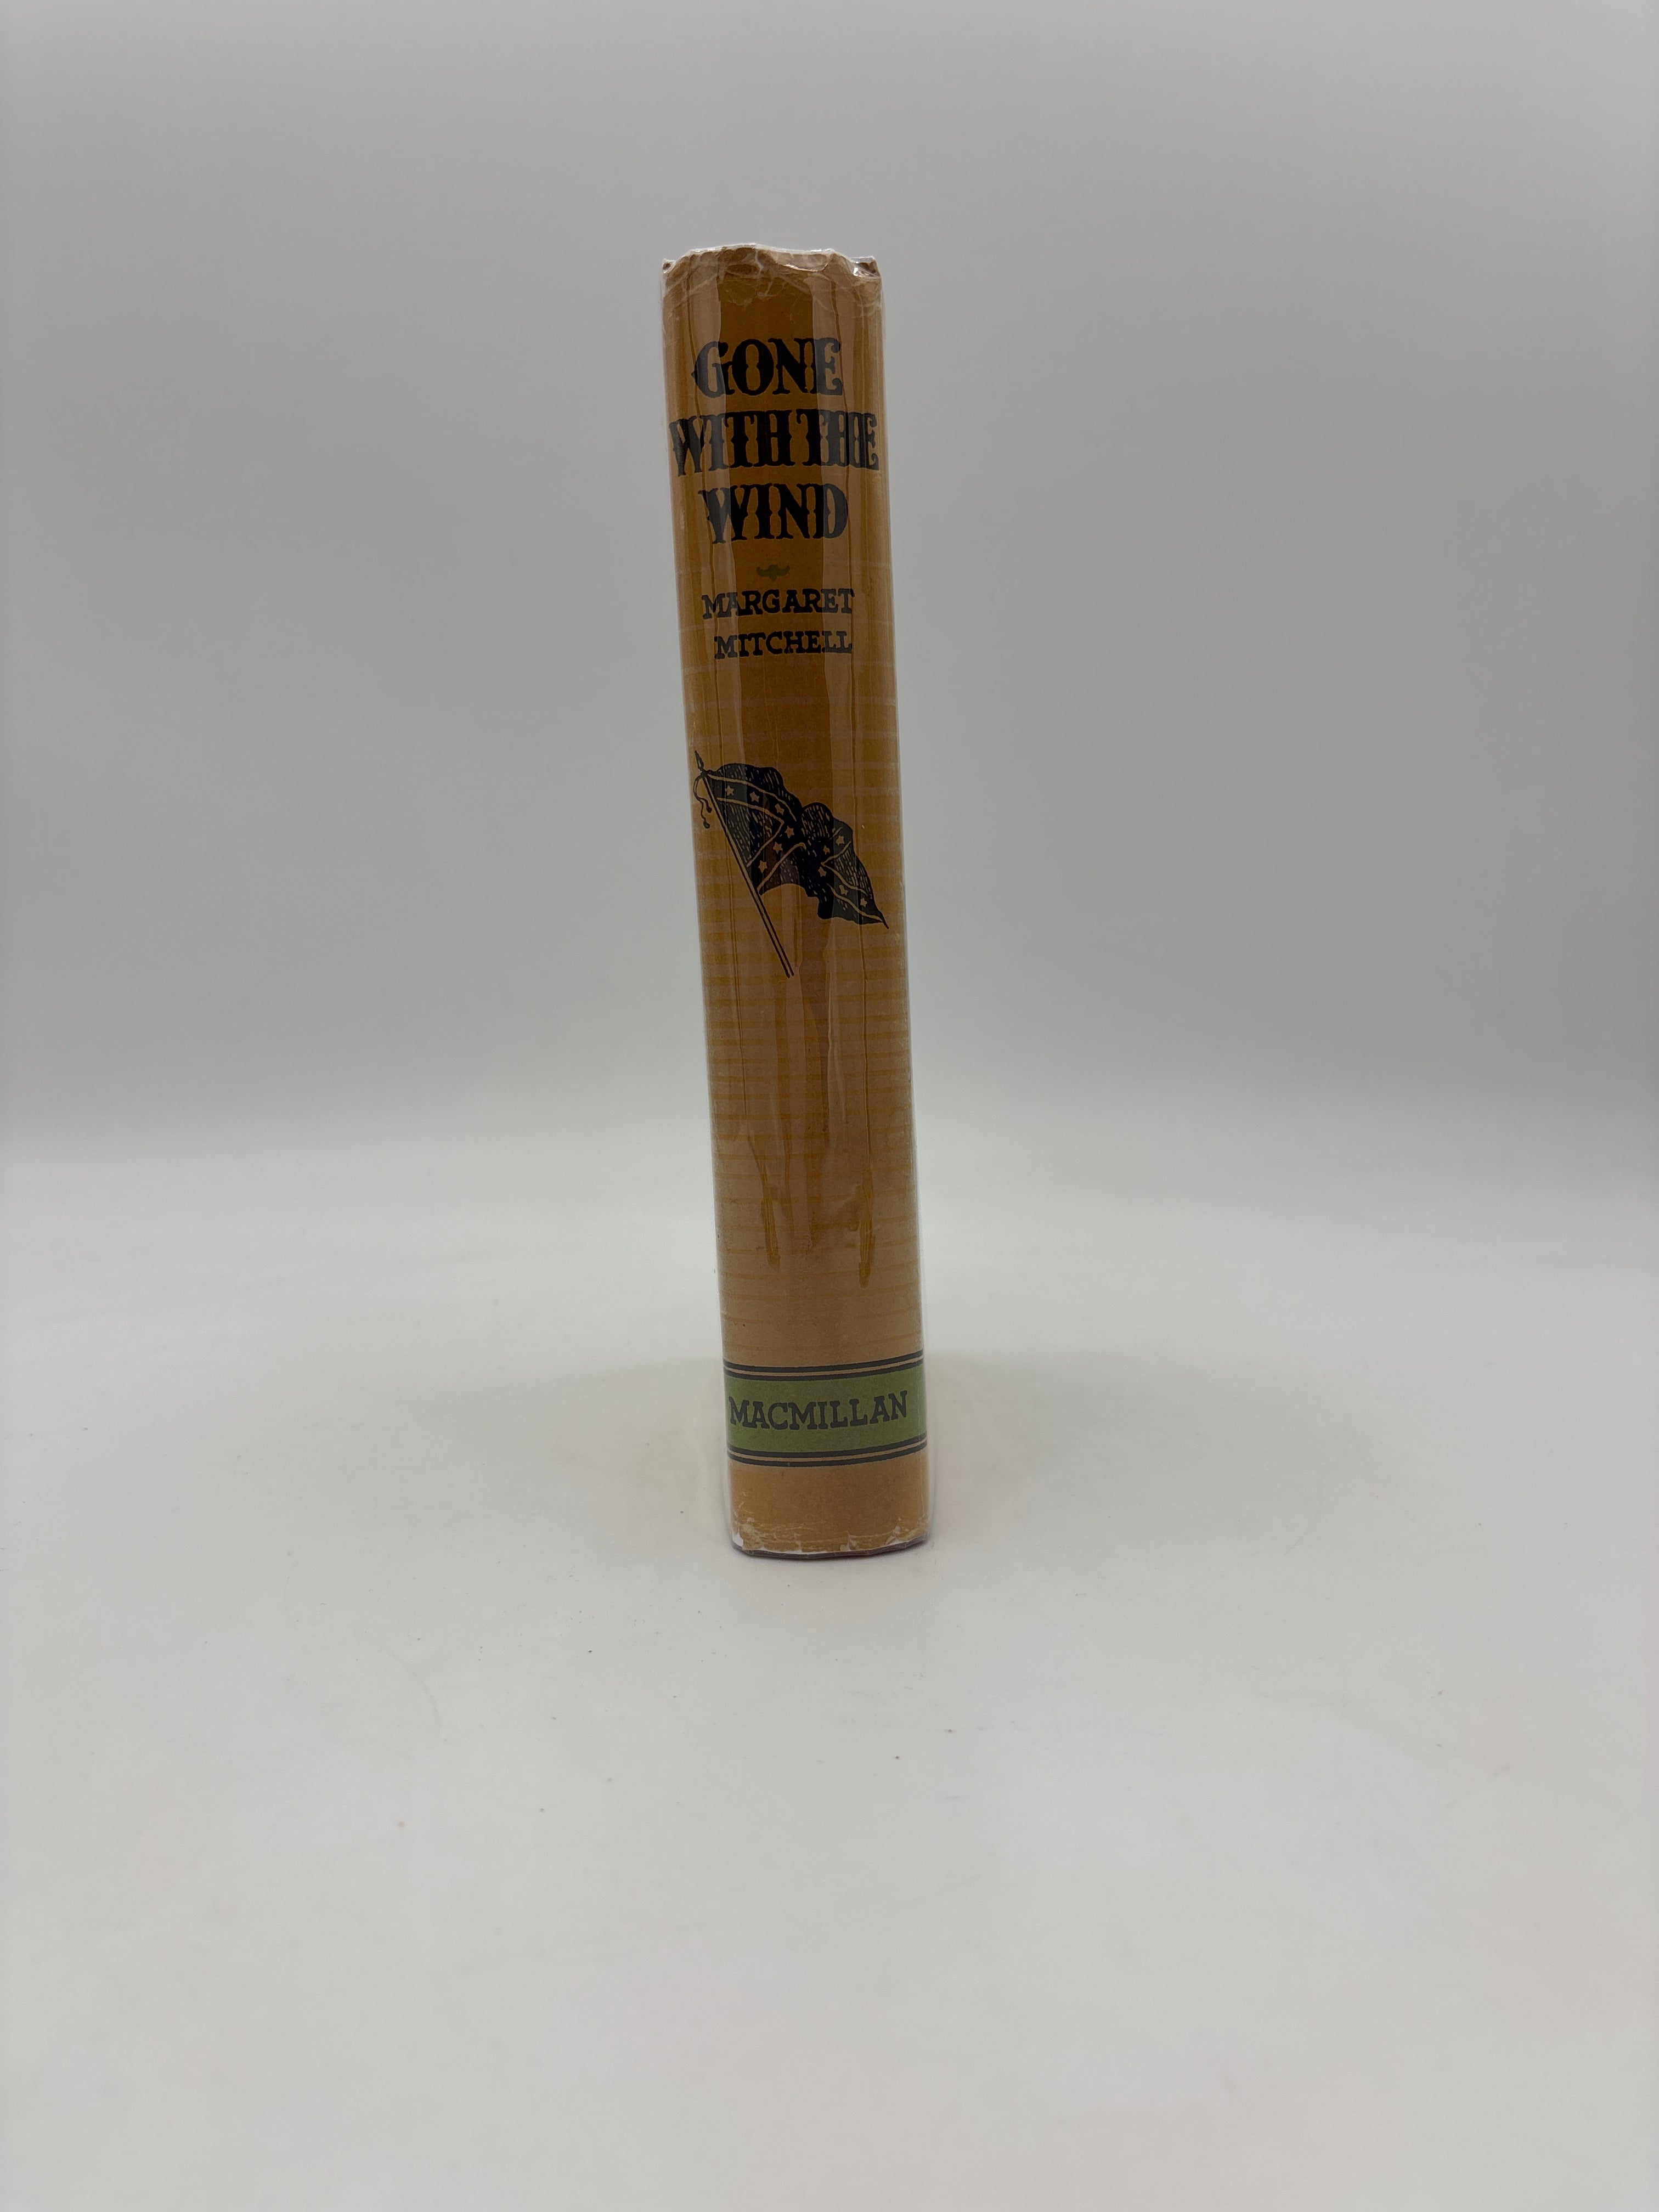 GONE
WITH THE
WIND
MARGARET
MITCHELL
MACMILLAN